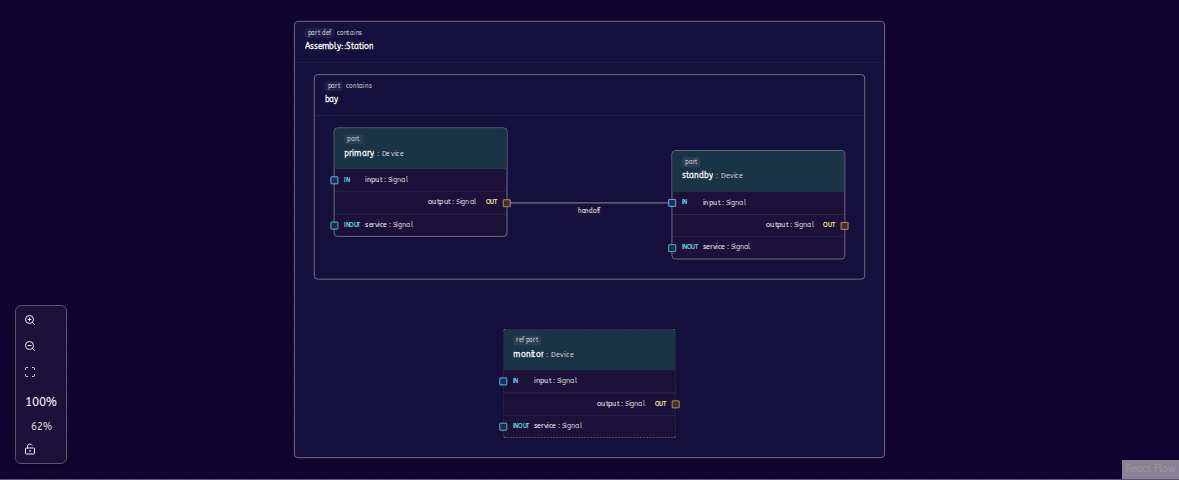 part def contains
Assembly::Station
part contains
bay
part
primary : Device
IN input : Signal
output : Signal OUT
INOUT service : Signal
handoff
part
standby : Device
IN input : Signal
output : Signal OUT
INOUT service : Signal
ref part
monitor : Device
IN input : Signal
output : Signal OUT
INOUT service : Signal
100%
62%
React Flow